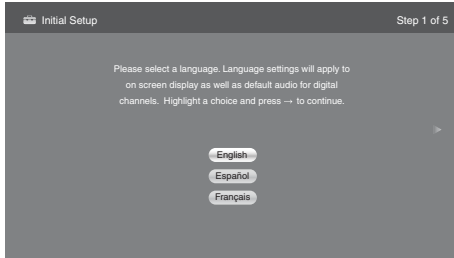 Initial Setup
Step 1 of 5
Please select a language. Language settings will apply to
on screen display as well as default audio for digital
channels. Highlight a choice and press → to continue.
English
Español
Français